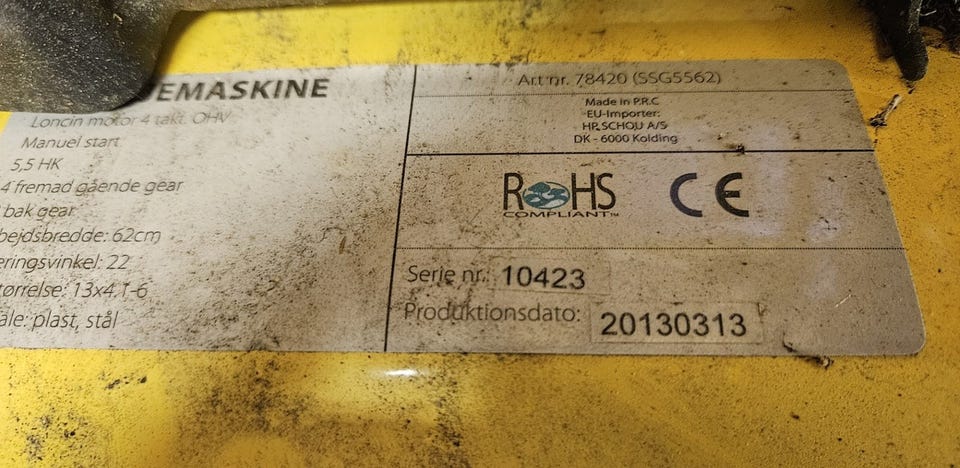 EMASKINE
Loncin motor 4 takt. OHV
Manuel start
5,5 HK
4 fremad gående gear
bak gear
bejdsbredde: 62cm
eringsvinkel: 22
tørrelse: 13x4.1-6
ale: plast, stål
Art nr. 78420 (SSG5562)
Made in P.R.C
EU-Importer:
HP SCHOU A/S
DK - 6000 Kolding
ROHS
COMPLIANT™
CE
Serie nr.: 10423
Produktionsdato: 20130313